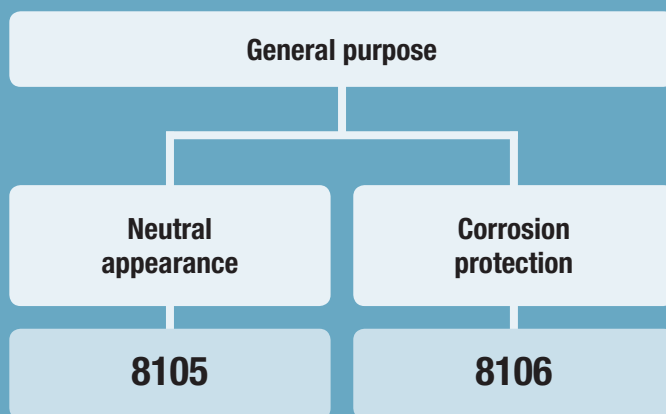 General purpose
Neutral
appearance
Corrosion
protection
8105
8106